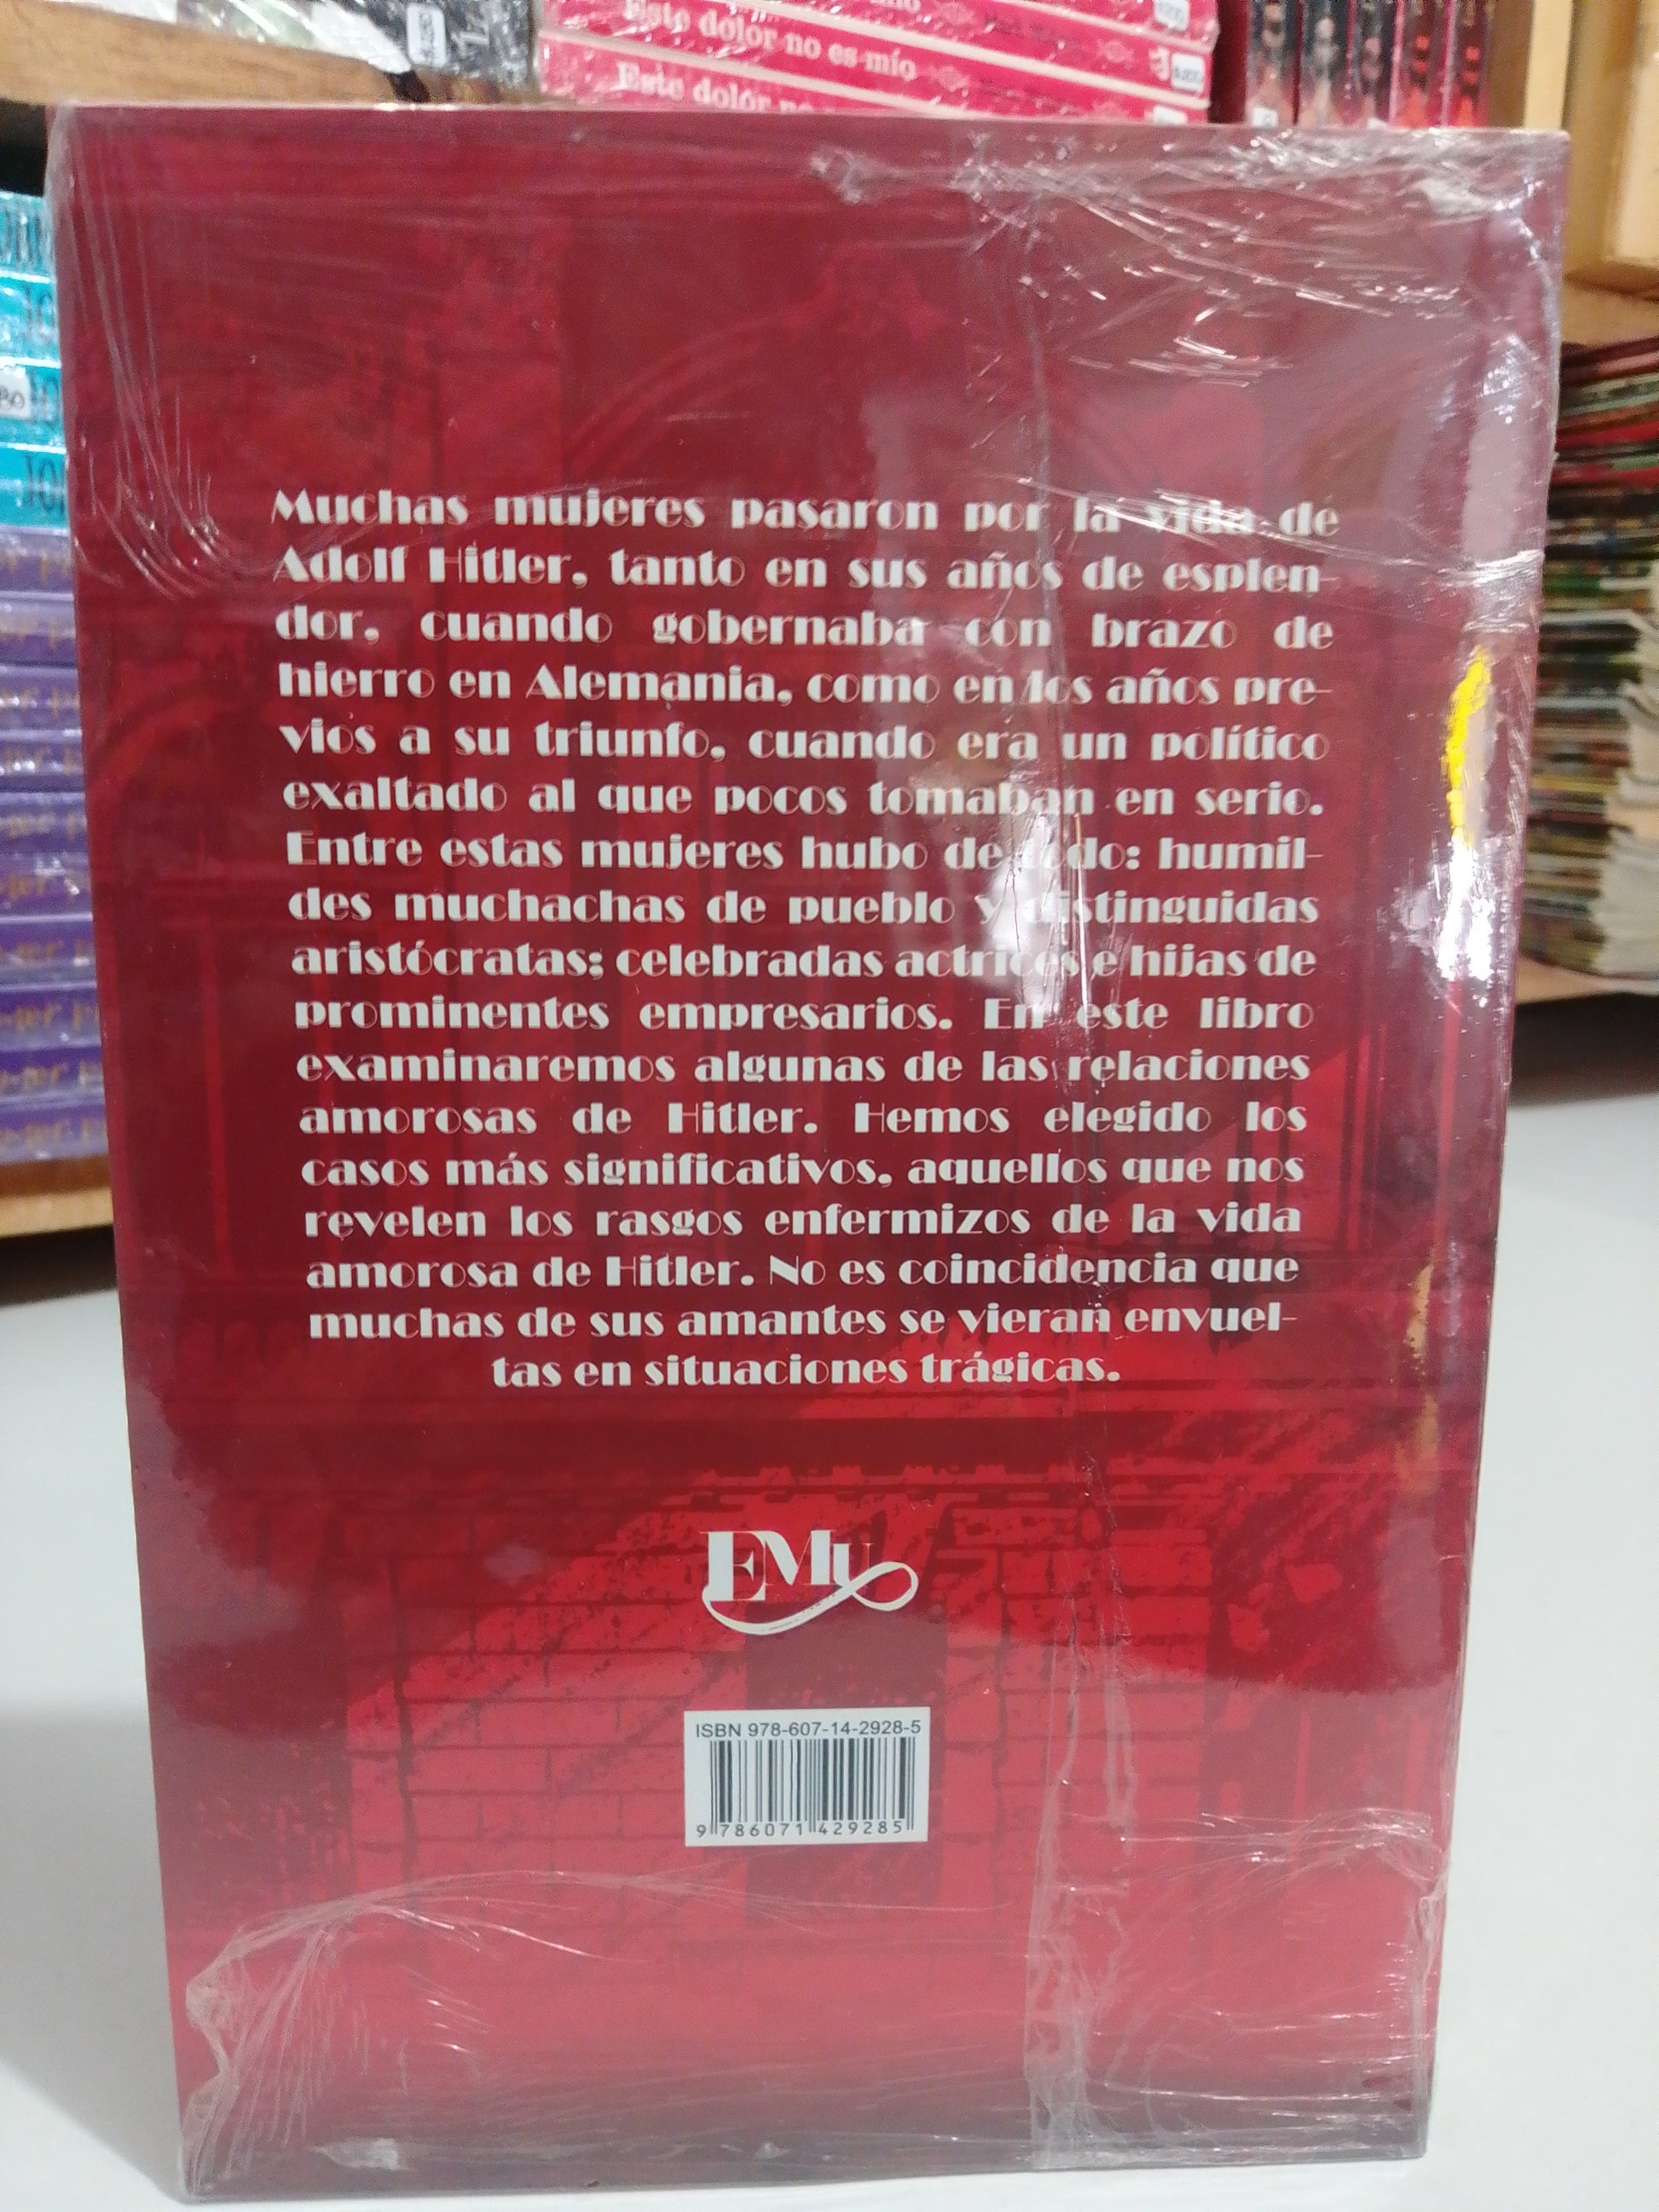 Este dolor no es mío
Este dolor
Muchas mujeres pasaron por la vida de
Adolf Hitler, tanto en sus años de esplen-
dor, cuando gobernaba con brazo de
hierro en Alemania, como en los años pre-
vios a su triunfo, cuando era un político
exaltado al que pocos tomaban en serio.
Entre estas mujeres hubo de todo: humil-
des muchachas de pueblo y distinguidas
aristócratas; celebradas actrices e hijas de
prominentes empresarios. En este libro
examinaremos algunas de las relaciones
amorosas de Hitler. Hemos elegido los
casos más significativos, aquellos que nos
revelen los rasgos enfermizos de la vida
amorosa de Hitler. No es coincidencia que
muchas de sus amantes se vieran envuel-
tas en situaciones trágicas.
EMU
ISBN 978-607-14-2928-5
9 786071 429285